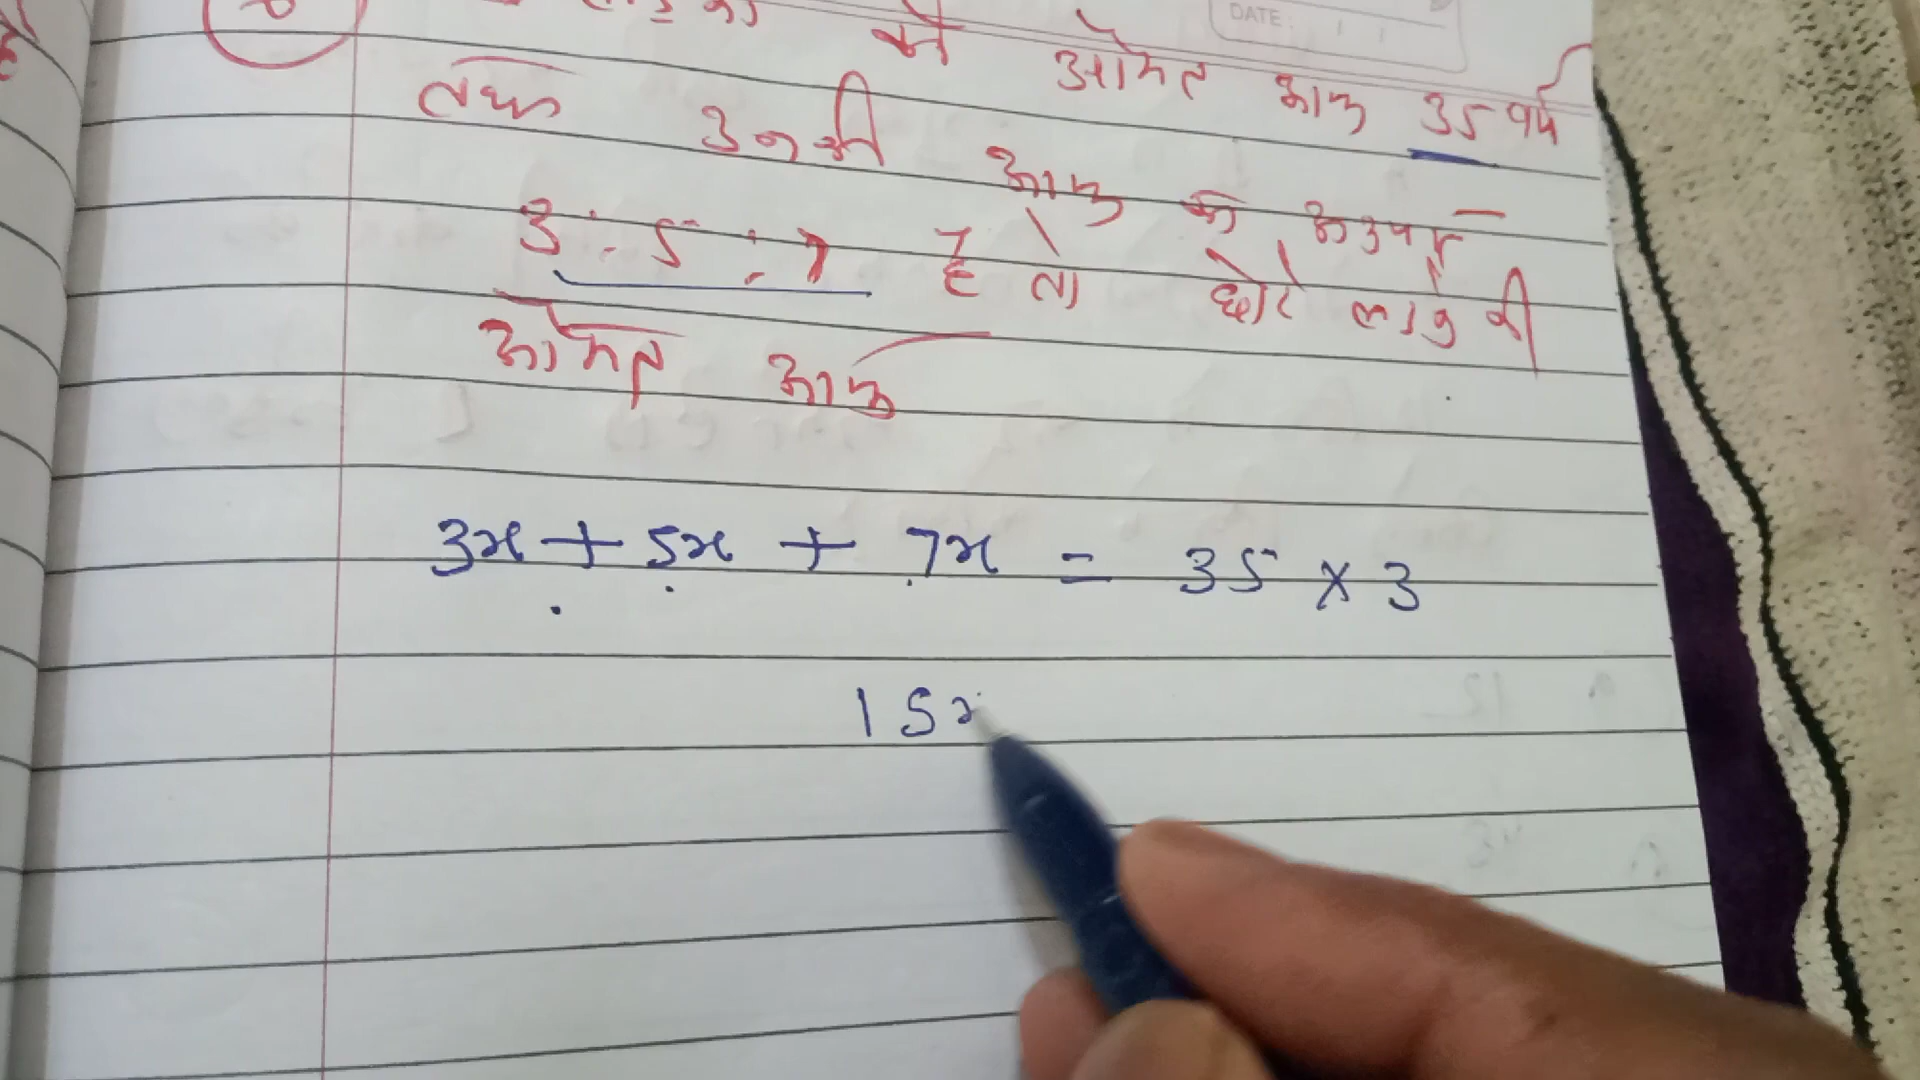 DATE:
की औसत आयु 35 वर्ष
तथा उनकी आयु का अनुपात
3 : 5 : 7 है तो छोटे लड़के की
औसत आयु
3x + 5x + 7x = 35 × 3
15x